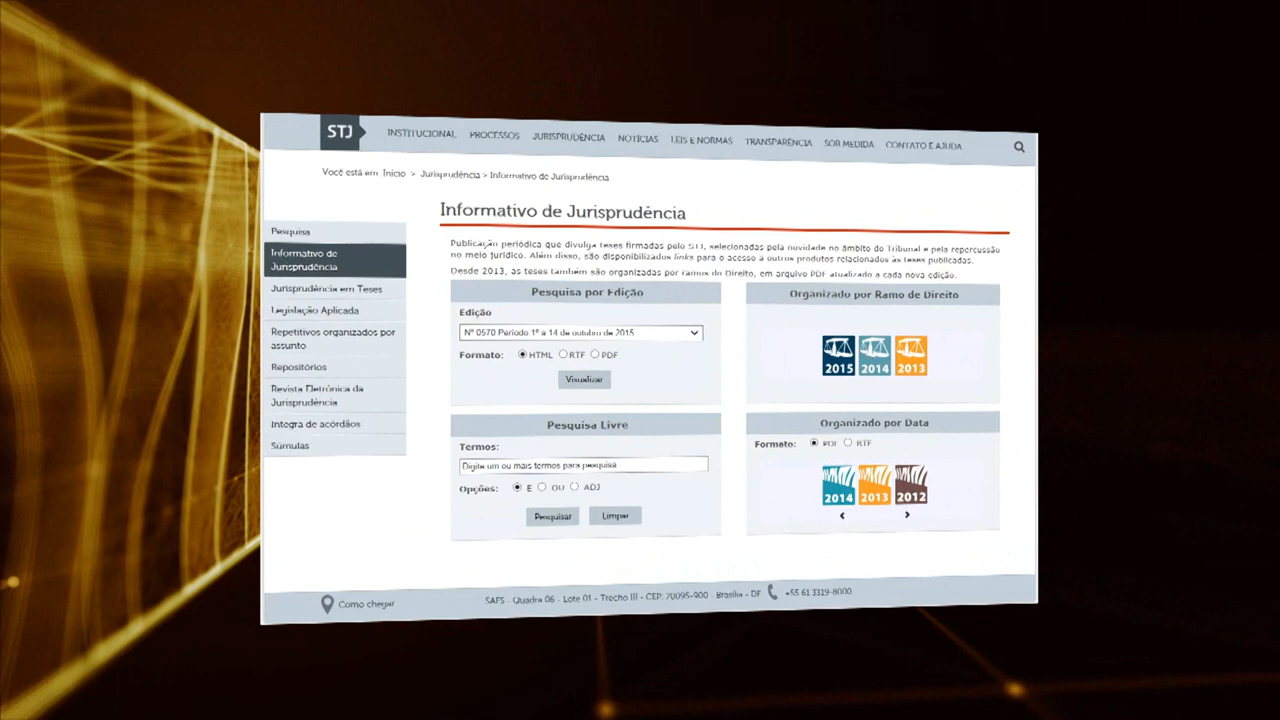 STJ INSTITUCIONAL PROCESSOS JURISPRUDÊNCIA NOTÍCIAS LEIS E NORMAS TRANSPARÊNCIA SOB MEDIDA CONTATO E AJUDA
Você está em: Início > Jurisprudência > Informativo de Jurisprudência
Informativo de Jurisprudência
Pesquisa
Informativo de
Jurisprudência
Jurisprudência em Teses
Legislação Aplicada
Repetitivos organizados por
assunto
Repositórios
Revista Eletrônica da
Jurisprudência
Íntegra de acórdãos
Súmulas
Publicação periódica que divulga teses firmadas pelo STJ, selecionadas pela novidade no âmbito do Tribunal e pela repercussão
no meio jurídico. Além disso, são disponibilizados links para o acesso a outros produtos relacionados às teses publicadas.
Desde 2013, as teses também são organizadas por ramos do Direito, em arquivo PDF atualizado a cada nova edição.
Pesquisa por Edição
Edição
Nº 0570 Período 1º a 14 de outubro de 2015
Formato: HTML RTF PDF
Visualizar
Organizado por Ramo de Direito
2015 2014 2013
Pesquisa Livre
Termos:
Digite um ou mais termos para pesquisa
Opções: E OU ADJ
Pesquisar Limpar
Organizado por Data
Formato: PDF RTF
2014 2013 2012
Como chegar
SAFS - Quadra 06 - Lote 01 - Trecho III - CEP: 70095-900 - Brasília - DF +55 61 3319-8000